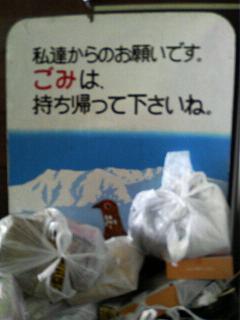 私達からのお願いです。
ごみは、
持ち帰って下さいね。